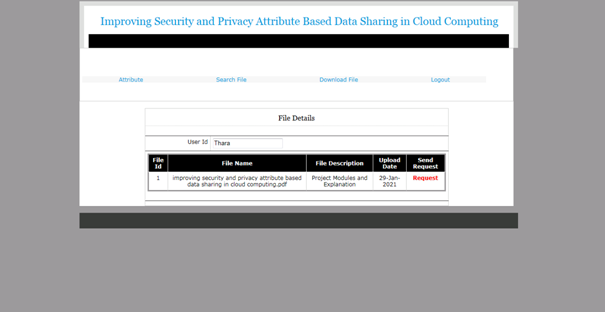 Improving Security and Privacy Attribute Based Data Sharing in Cloud Computing
Attribute Search File Download File Logout
File Details
User Id Thara
File Id File Name File Description Upload Date Send Request
1 improving security and privacy attribute based data sharing in cloud computing.pdf Project Modules and Explanation 29-Jan-2021 Request